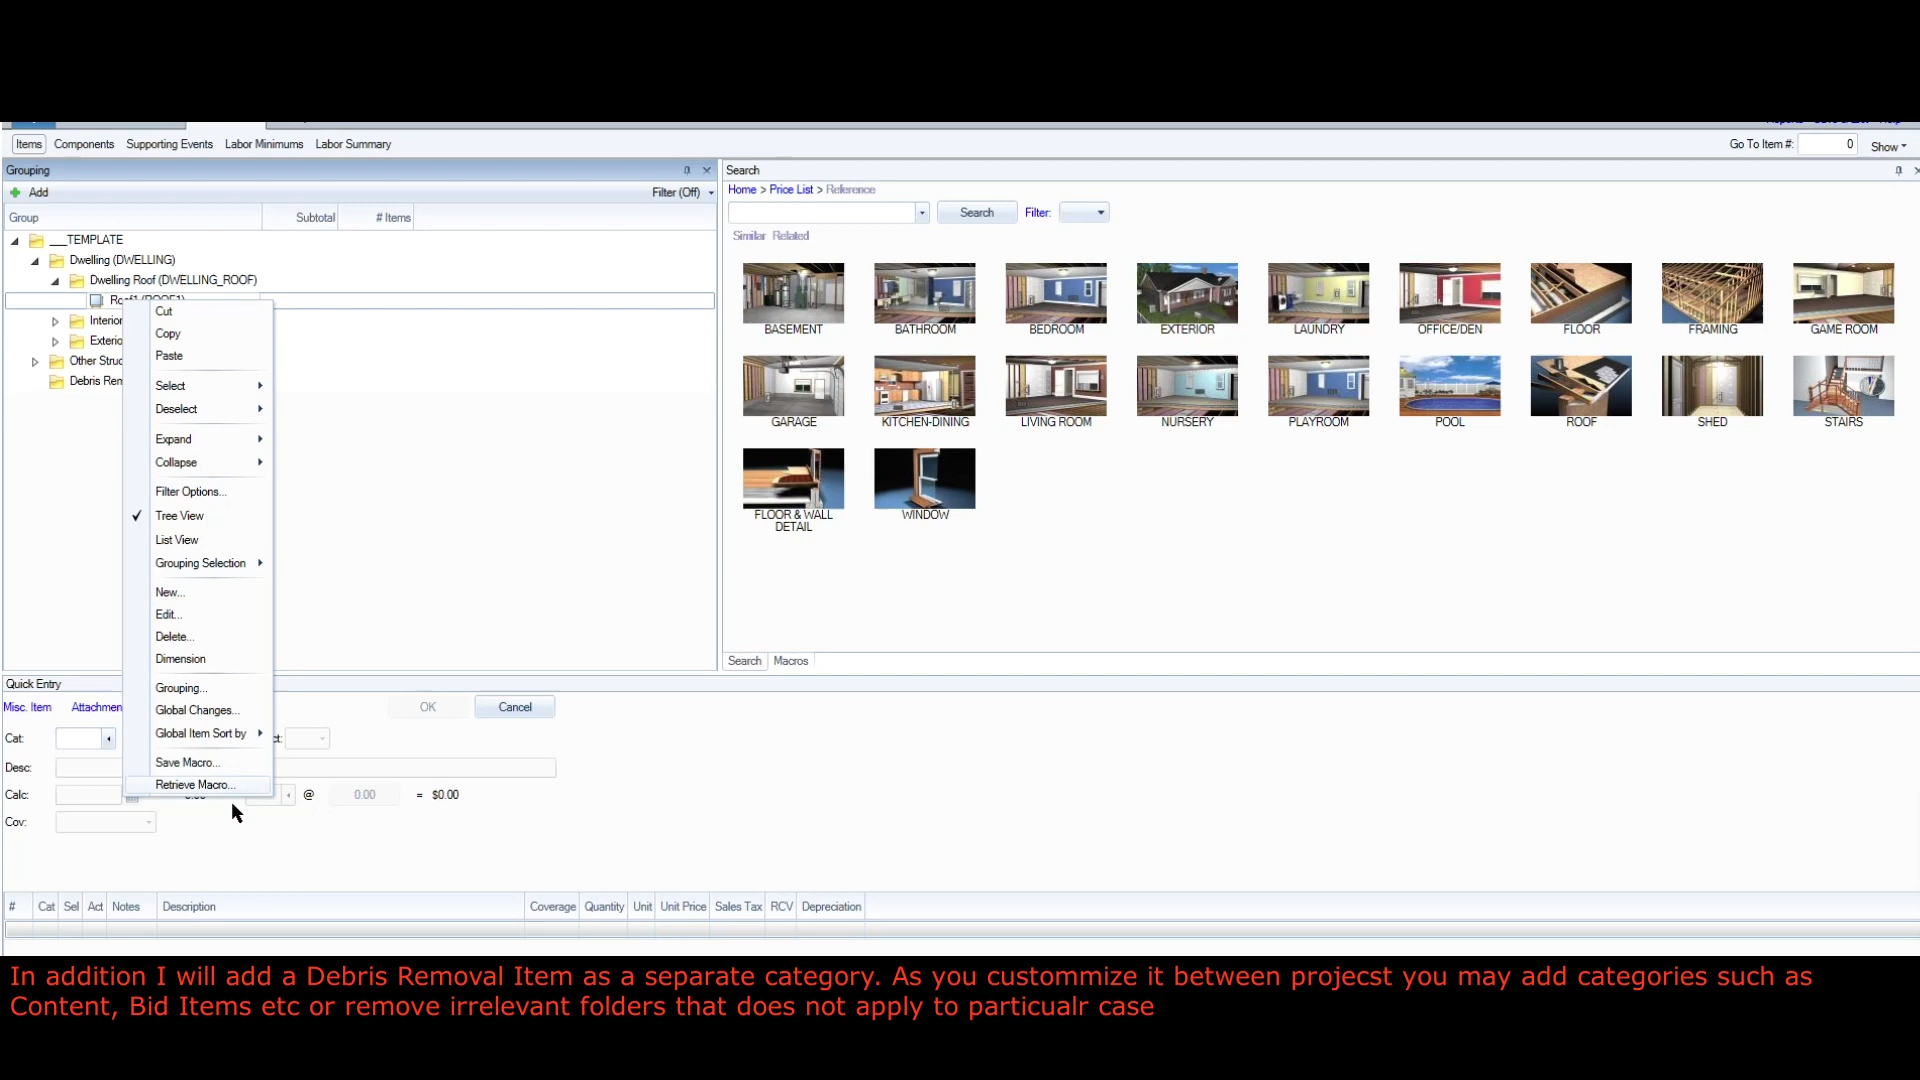 Items Components Supporting Events Labor Minimums Labor Summary Go To Item #: 0 Show
Grouping
Add Filter (Off)
Group Subtotal # Items
___TEMPLATE
Dwelling (DWELLING)
Dwelling Roof (DWELLING_ROOF)
Roof1 (ROOF1)
Interior
Exterio
Other Struc
Debris Rem
Cut
Copy
Paste
Select
Deselect
Expand
Collapse
Filter Options...
Tree View
List View
Grouping Selection
New...
Edit...
Delete...
Dimension
Grouping...
Global Changes...
Global Item Sort by
Save Macro...
Retrieve Macro...
Search
Home > Price List > Reference
Search Filter:
Similar Related
BASEMENT BATHROOM BEDROOM EXTERIOR LAUNDRY OFFICE/DEN FLOOR FRAMING GAME ROOM
GARAGE KITCHEN-DINING LIVING ROOM NURSERY PLAYROOM POOL ROOF SHED STAIRS
FLOOR & WALL DETAIL WINDOW
Search Macros
Quick Entry
Misc. Item Attachmen OK Cancel
Cat: ct:
Desc:
Calc: 0.00 @ 0.00 = $0.00
Cov:
# Cat Sel Act Notes Description Coverage Quantity Unit Unit Price Sales Tax RCV Depreciation
In addition I will add a Debris Removal Item as a separate category. As you custommize it between projecst you may add categories such as
Content, Bid Items etc or remove irrelevant folders that does not apply to particualr case